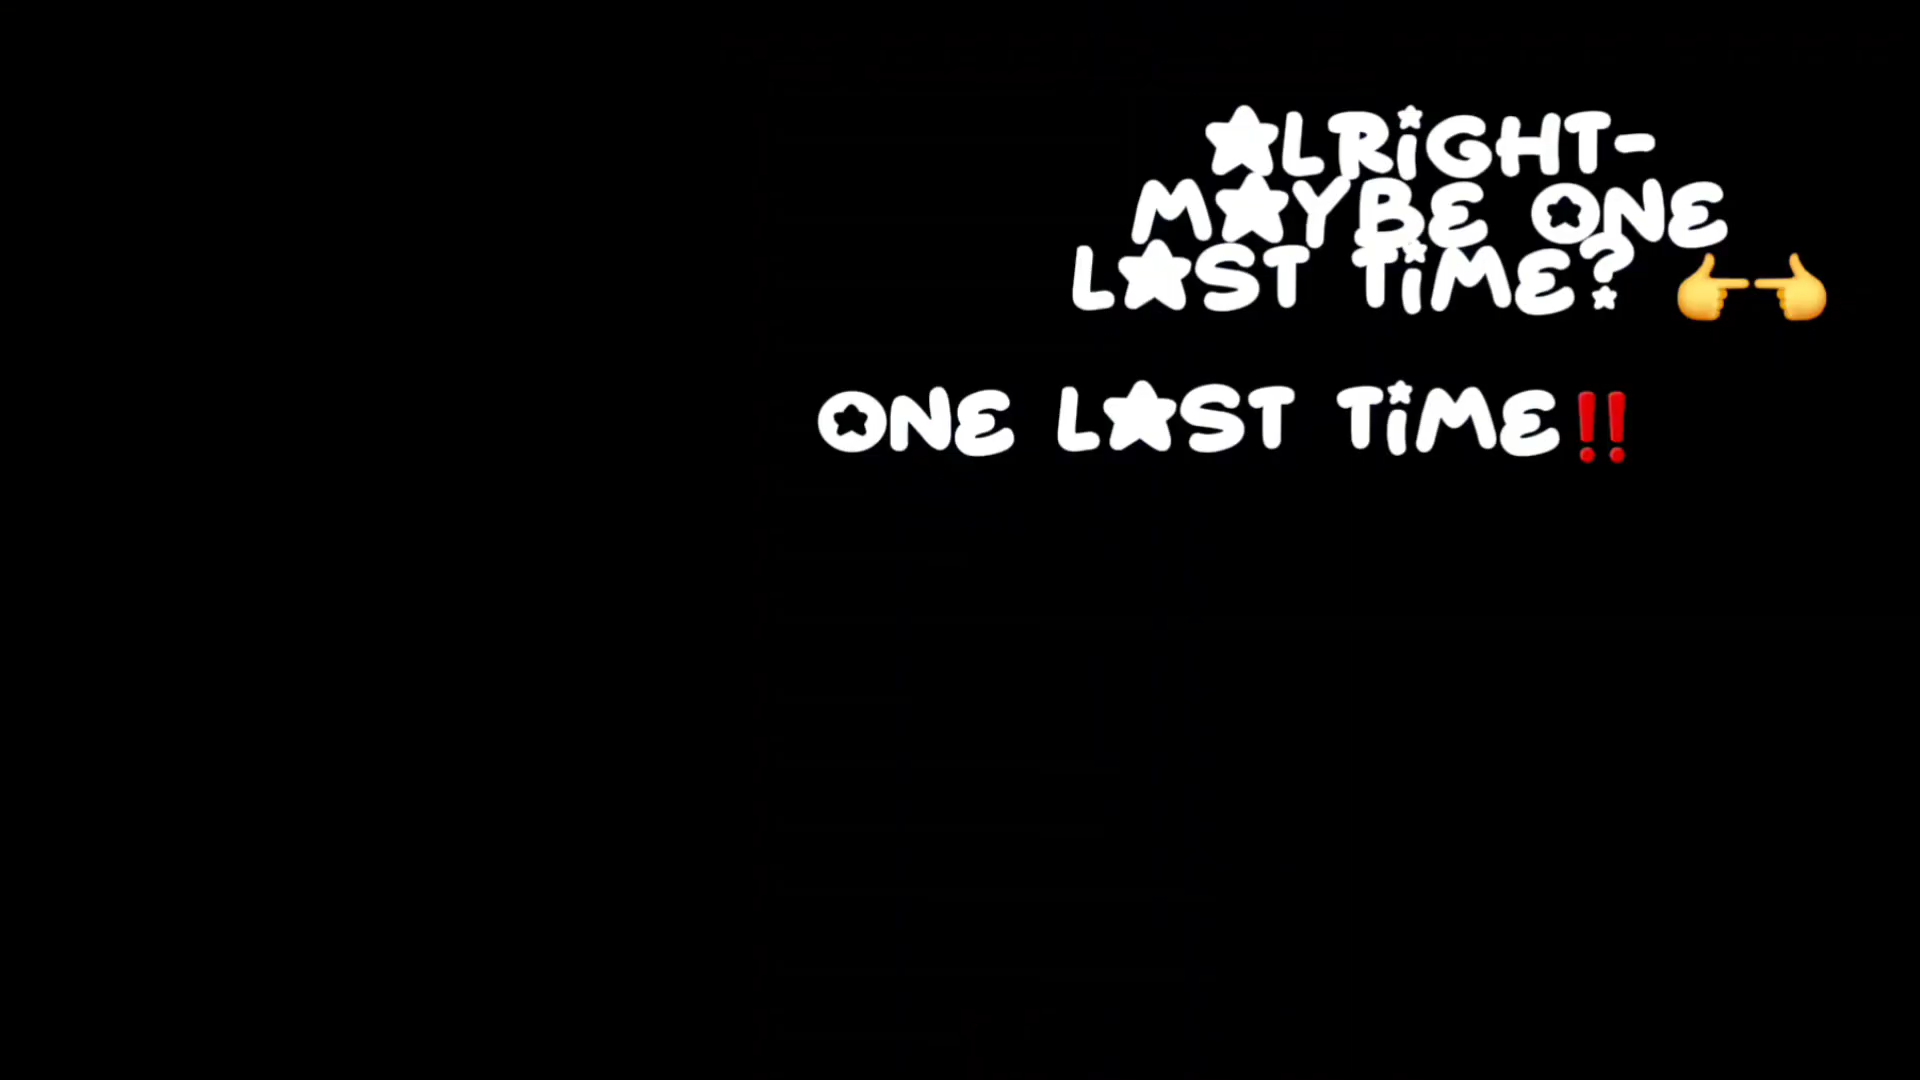 ALRiGHT-
MAYBE ONE
LAST TiME? 👉👈
ONE LAST TiME‼️